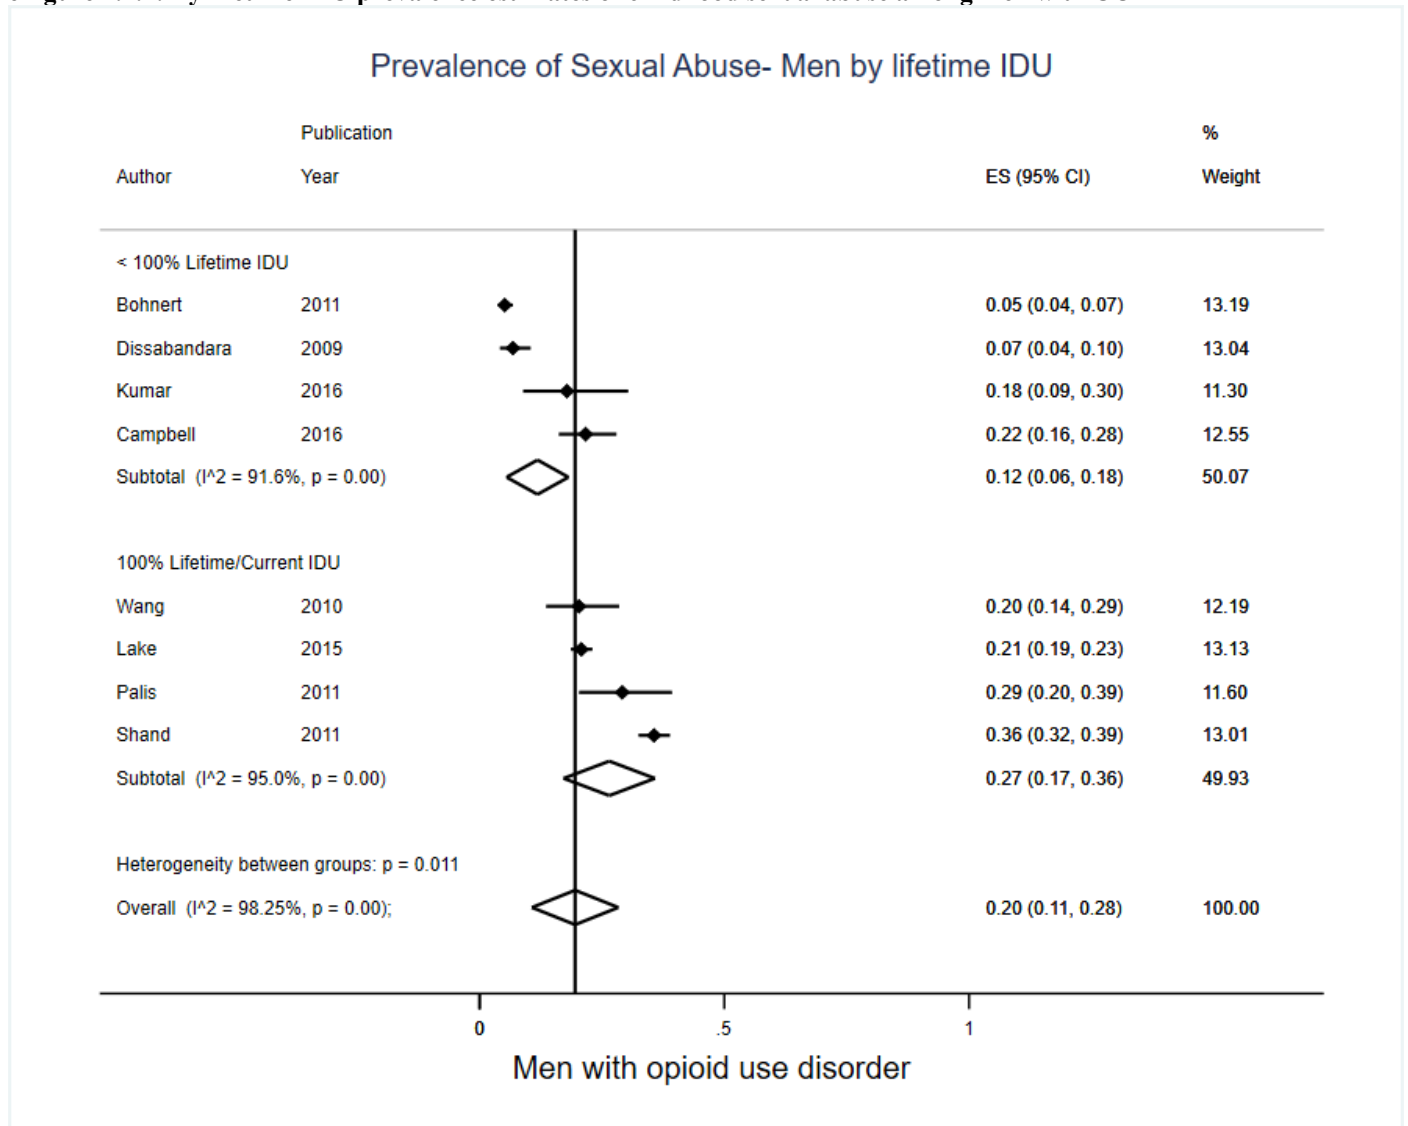 Prevalence of Sexual Abuse- Men by lifetime IDU
Publication %
Author Year ES (95% CI) Weight
< 100% Lifetime IDU
Bohnert 2011 0.05 (0.04, 0.07) 13.19
Dissabandara 2009 0.07 (0.04, 0.10) 13.04
Kumar 2016 0.18 (0.09, 0.30) 11.30
Campbell 2016 0.22 (0.16, 0.28) 12.55
Subtotal (I^2 = 91.6%, p = 0.00) 0.12 (0.06, 0.18) 50.07
100% Lifetime/Current IDU
Wang 2010 0.20 (0.14, 0.29) 12.19
Lake 2015 0.21 (0.19, 0.23) 13.13
Palis 2011 0.29 (0.20, 0.39) 11.60
Shand 2011 0.36 (0.32, 0.39) 13.01
Subtotal (I^2 = 95.0%, p = 0.00) 0.27 (0.17, 0.36) 49.93
Heterogeneity between groups: p = 0.011
Overall (I^2 = 98.25%, p = 0.00); 0.20 (0.11, 0.28) 100.00
0 .5 1
Men with opioid use disorder